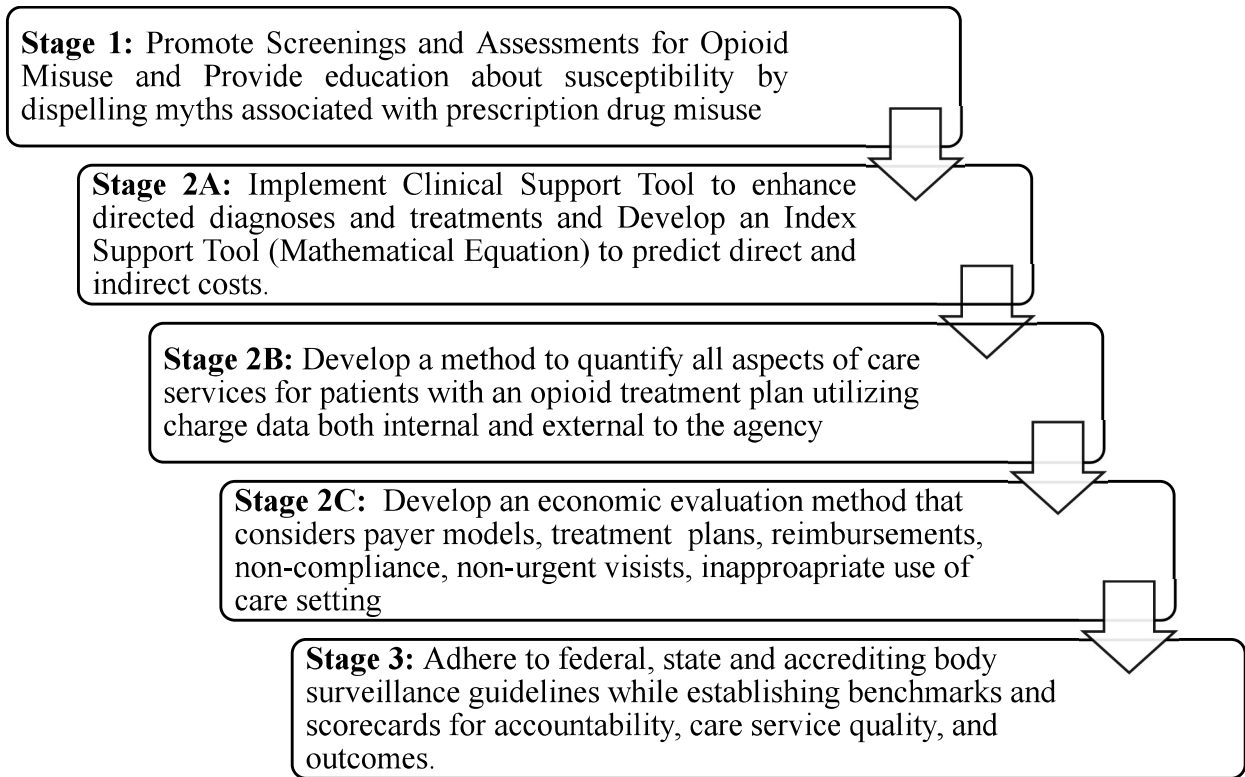 Stage 1: Promote Screenings and Assessments for Opioid
Misuse and Provide education about susceptibility by
dispelling myths associated with prescription drug misuse
Stage 2A: Implement Clinical Support Tool to enhance
directed diagnoses and treatments and Develop an Index
Support Tool (Mathematical Equation) to predict direct and
indirect costs.
Stage 2B: Develop a method to quantify all aspects of care
services for patients with an opioid treatment plan utilizing
charge data both internal and external to the agency
Stage 2C: Develop an economic evaluation method that
considers payer models, treatment plans, reimbursements,
non-compliance, non-urgent visists, inapproapriate use of
care setting
Stage 3: Adhere to federal, state and accrediting body
surveillance guidelines while establishing benchmarks and
scorecards for accountability, care service quality, and
outcomes.